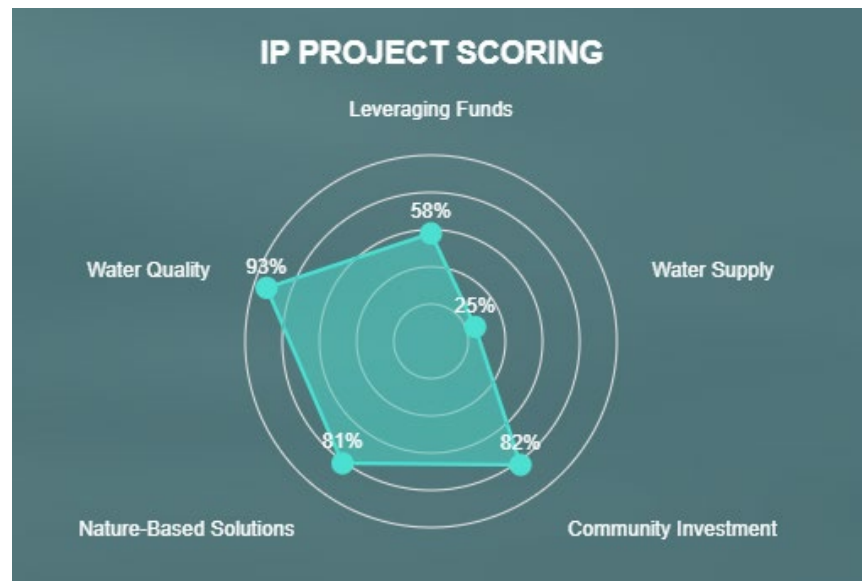 IP PROJECT SCORING
Leveraging Funds
58%
Water Quality
93%
Water Supply
25%
81%
82%
Nature-Based Solutions
Community Investment